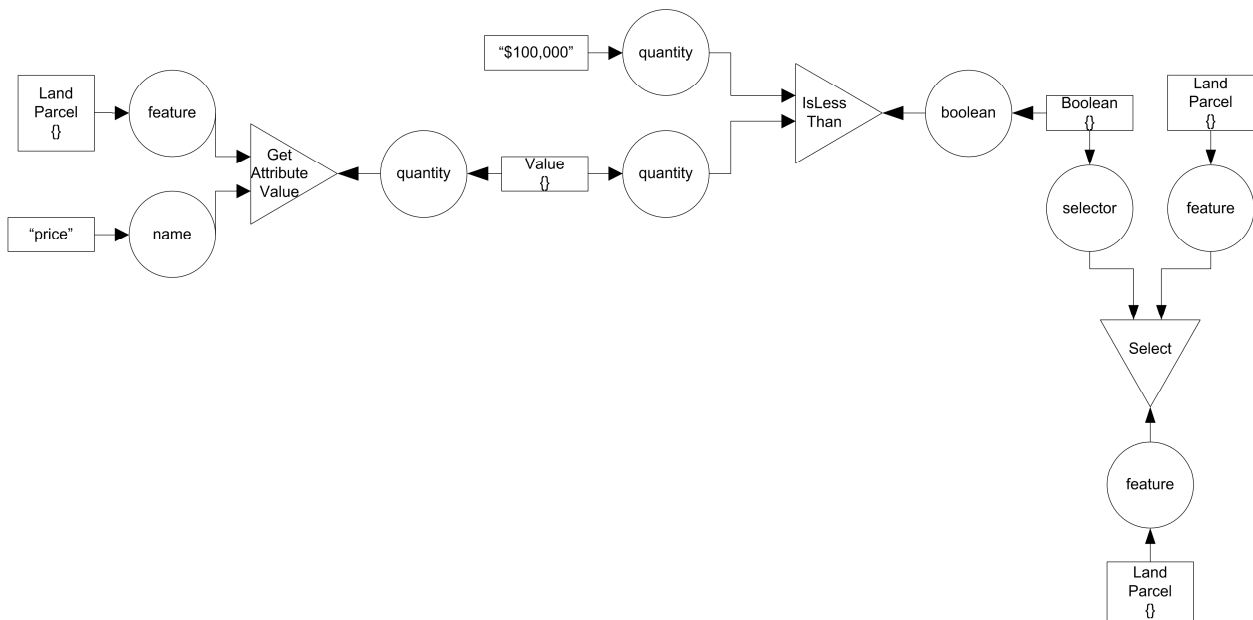 “$100,000”
quantity
IsLess
Than
Land
Parcel
{}
feature
Get
Attribute
Value
“price”
name
quantity
Value
{}
quantity
boolean
Boolean
{}
Land
Parcel
{}
selector
feature
Select
feature
Land
Parcel
{}